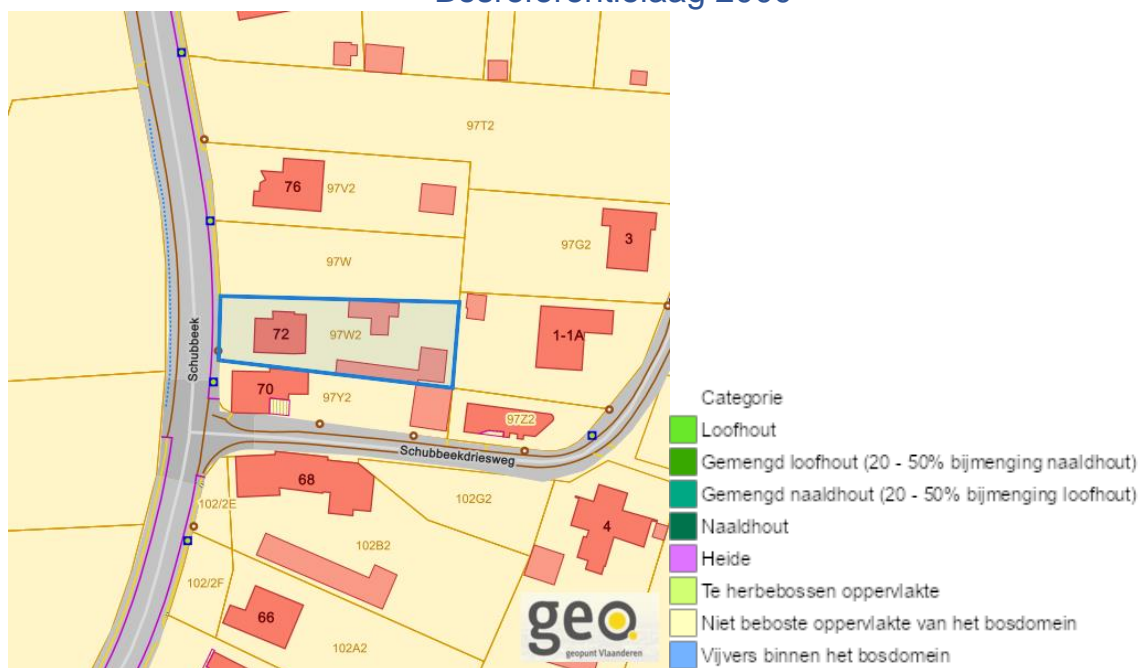 97T2
76
97V2
97G2
3
97W
Schubbeek
72
97W2
1-1A
70
97Y2
97Z2
Schubbeekdriesweg
68
102/2E
102G2
4
102B2
102/2F
66
102A2
geo
geopunt Vlaanderen
Categorie
Loofhout
Gemengd loofhout (20 - 50% bijmenging naaldhout)
Gemengd naaldhout (20 - 50% bijmenging loofhout)
Naaldhout
Heide
Te herbebossen oppervlakte
Niet beboste oppervlakte van het bosdomein
Vijvers binnen het bosdomein